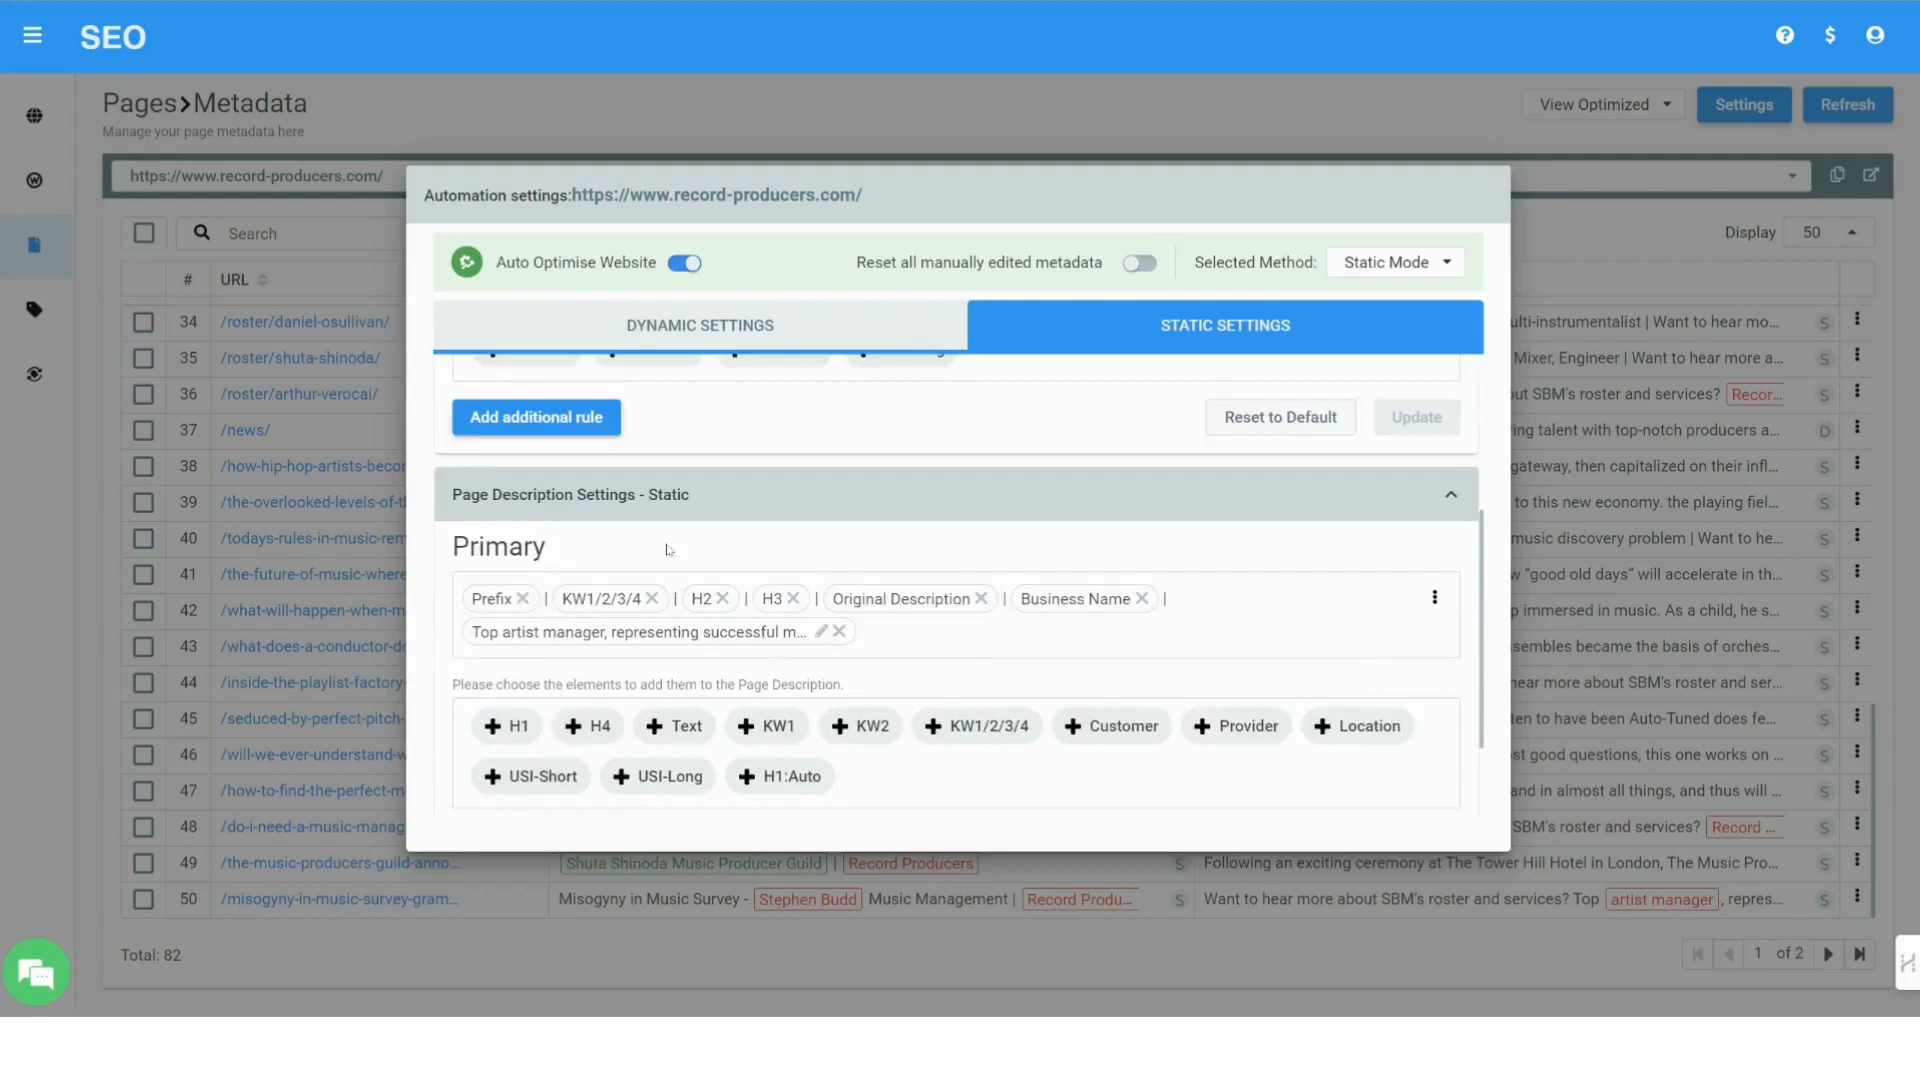 SEO
Pages>Metadata
Manage your page metadata here
View Optimized
Settings
Refresh
https://www.record-producers.com/
Automation settings:https://www.record-producers.com/
Search
Display 50
Auto Optimise Website
Reset all manually edited metadata
Selected Method: Static Mode
# URL
DYNAMIC SETTINGS
STATIC SETTINGS
34 /roster/daniel-osullivan/ ulti-instrumentalist | Want to hear mo... S
35 /roster/shuta-shinoda/ Mixer, Engineer | Want to hear more a... S
36 /roster/arthur-verocai/ out SBM's roster and services? Recor... S
37 /news/ ring talent with top-notch producers a... D
38 /how-hip-hop-artists-becor gateway, then capitalized on their infl... S
39 /the-overlooked-levels-of-t to this new economy. the playing fiel... S
40 /todays-rules-in-music-ren music discovery problem | Want to he... S
41 /the-future-of-music-where w "good old days" will accelerate in th... S
42 /what-will-happen-when-m p immersed in music. As a child, he s... S
43 /what-does-a-conductor-d sembles became the basis of orches... S
44 /inside-the-playlist-factory- hear more about SBM's roster and ser... S
45 /seduced-by-perfect-pitch- ten to have been Auto-Tuned does fe... S
46 /will-we-ever-understand-w st good questions, this one works on ... S
47 /how-to-find-the-perfect-m and in almost all things, and thus will ... S
48 /do-i-need-a-music-manag SBM's roster and services? Record ... S
Add additional rule
Reset to Default
Update
Page Description Settings - Static
Primary
Prefix | KW1/2/3/4 | H2 | H3 | Original Description | Business Name |
Top artist manager, representing successful m...
Please choose the elements to add them to the Page Description.
H1 H4 Text KW1 KW2 KW1/2/3/4 Customer Provider Location
USI-Short USI-Long H1:Auto
49 /the-music-producers-guild-anno... Shuta Shinoda Music Producer Guild | Record Producers S Following an exciting ceremony at The Tower Hill Hotel in London, The Music Pro... S
50 /misogyny-in-music-survey-gram... Misogyny in Music Survey - Stephen Budd Music Management | Record Produ... S Want to hear more about SBM's roster and services? Top artist manager , repres... S
Total: 82
1 of 2